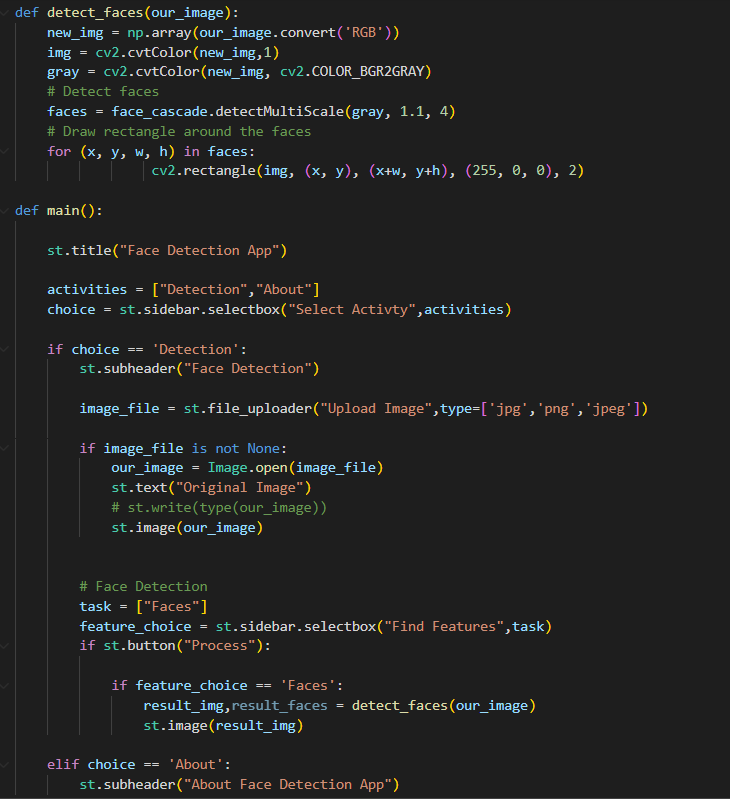 def detect_faces(our_image):
    new_img = np.array(our_image.convert('RGB'))
    img = cv2.cvtColor(new_img,1)
    gray = cv2.cvtColor(new_img, cv2.COLOR_BGR2GRAY)
    # Detect faces
    faces = face_cascade.detectMultiScale(gray, 1.1, 4)
    # Draw rectangle around the faces
    for (x, y, w, h) in faces:
                 cv2.rectangle(img, (x, y), (x+w, y+h), (255, 0, 0), 2)
def main():
    st.title("Face Detection App")
    activities = ["Detection","About"]
    choice = st.sidebar.selectbox("Select Activty",activities)
    if choice == 'Detection':
        st.subheader("Face Detection")
        image_file = st.file_uploader("Upload Image",type=['jpg','png','jpeg'])
        if image_file is not None:
            our_image = Image.open(image_file)
            st.text("Original Image")
            # st.write(type(our_image))
            st.image(our_image)
        # Face Detection
        task = ["Faces"]
        feature_choice = st.sidebar.selectbox("Find Features",task)
        if st.button("Process"):
            if feature_choice == 'Faces':
                result_img,result_faces = detect_faces(our_image)
                st.image(result_img)
    elif choice == 'About':
        st.subheader("About Face Detection App")